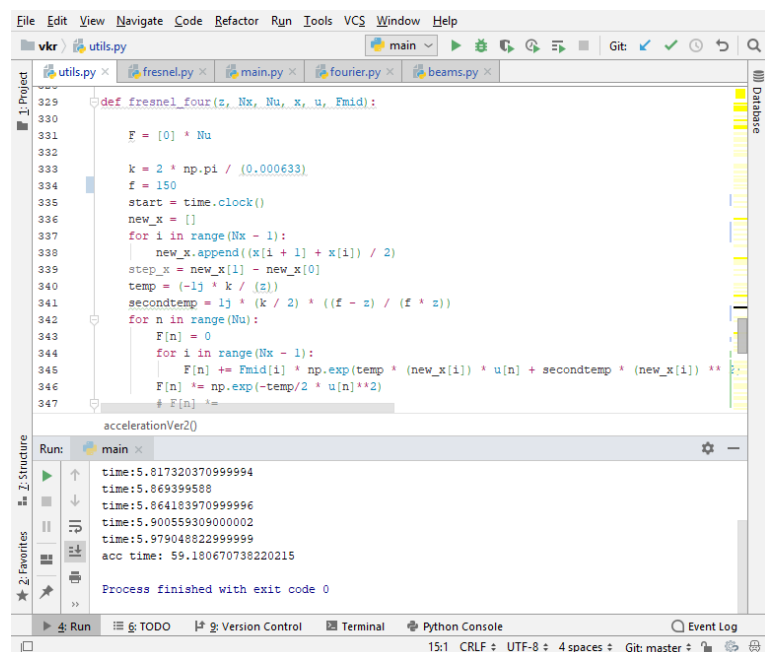 File Edit View Navigate Code Refactor Run Tools VCS Window Help
vkr utils.py main Git:
utils.py fresnel.py main.py fourier.py beams.py
1: Project
Database
329 def fresnel_four(z, Nx, Nu, x, u, Fmid):
330
331 F = [0] * Nu
332
333 k = 2 * np.pi / (0.000633)
334 f = 150
335 start = time.clock()
336 new_x = []
337 for i in range(Nx - 1):
338 new_x.append((x[i + 1] + x[i]) / 2)
339 step_x = new_x[1] - new_x[0]
340 temp = (-1j * k / (z))
341 secondtemp = 1j * (k / 2) * ((f - z) / (f * z))
342 for n in range(Nu):
343 F[n] = 0
344 for i in range(Nx - 1):
345 F[n] += Fmid[i] * np.exp(temp * (new_x[i]) * u[n] + secondtemp * (new_x[i]) **
346 F[n] *= np.exp(-temp/2 * u[n]**2)
347 # F[n] *=
accelerationVer2()
Run: main
7: Structure
2: Favorites
time:5.817320370999994
time:5.869399588
time:5.864183970999996
time:5.900559309000002
time:5.979048822999999
acc time: 59.180670738220215
Process finished with exit code 0
4: Run 6: TODO 9: Version Control Terminal Python Console Event Log
15:1 CRLF UTF-8 4 spaces Git: master